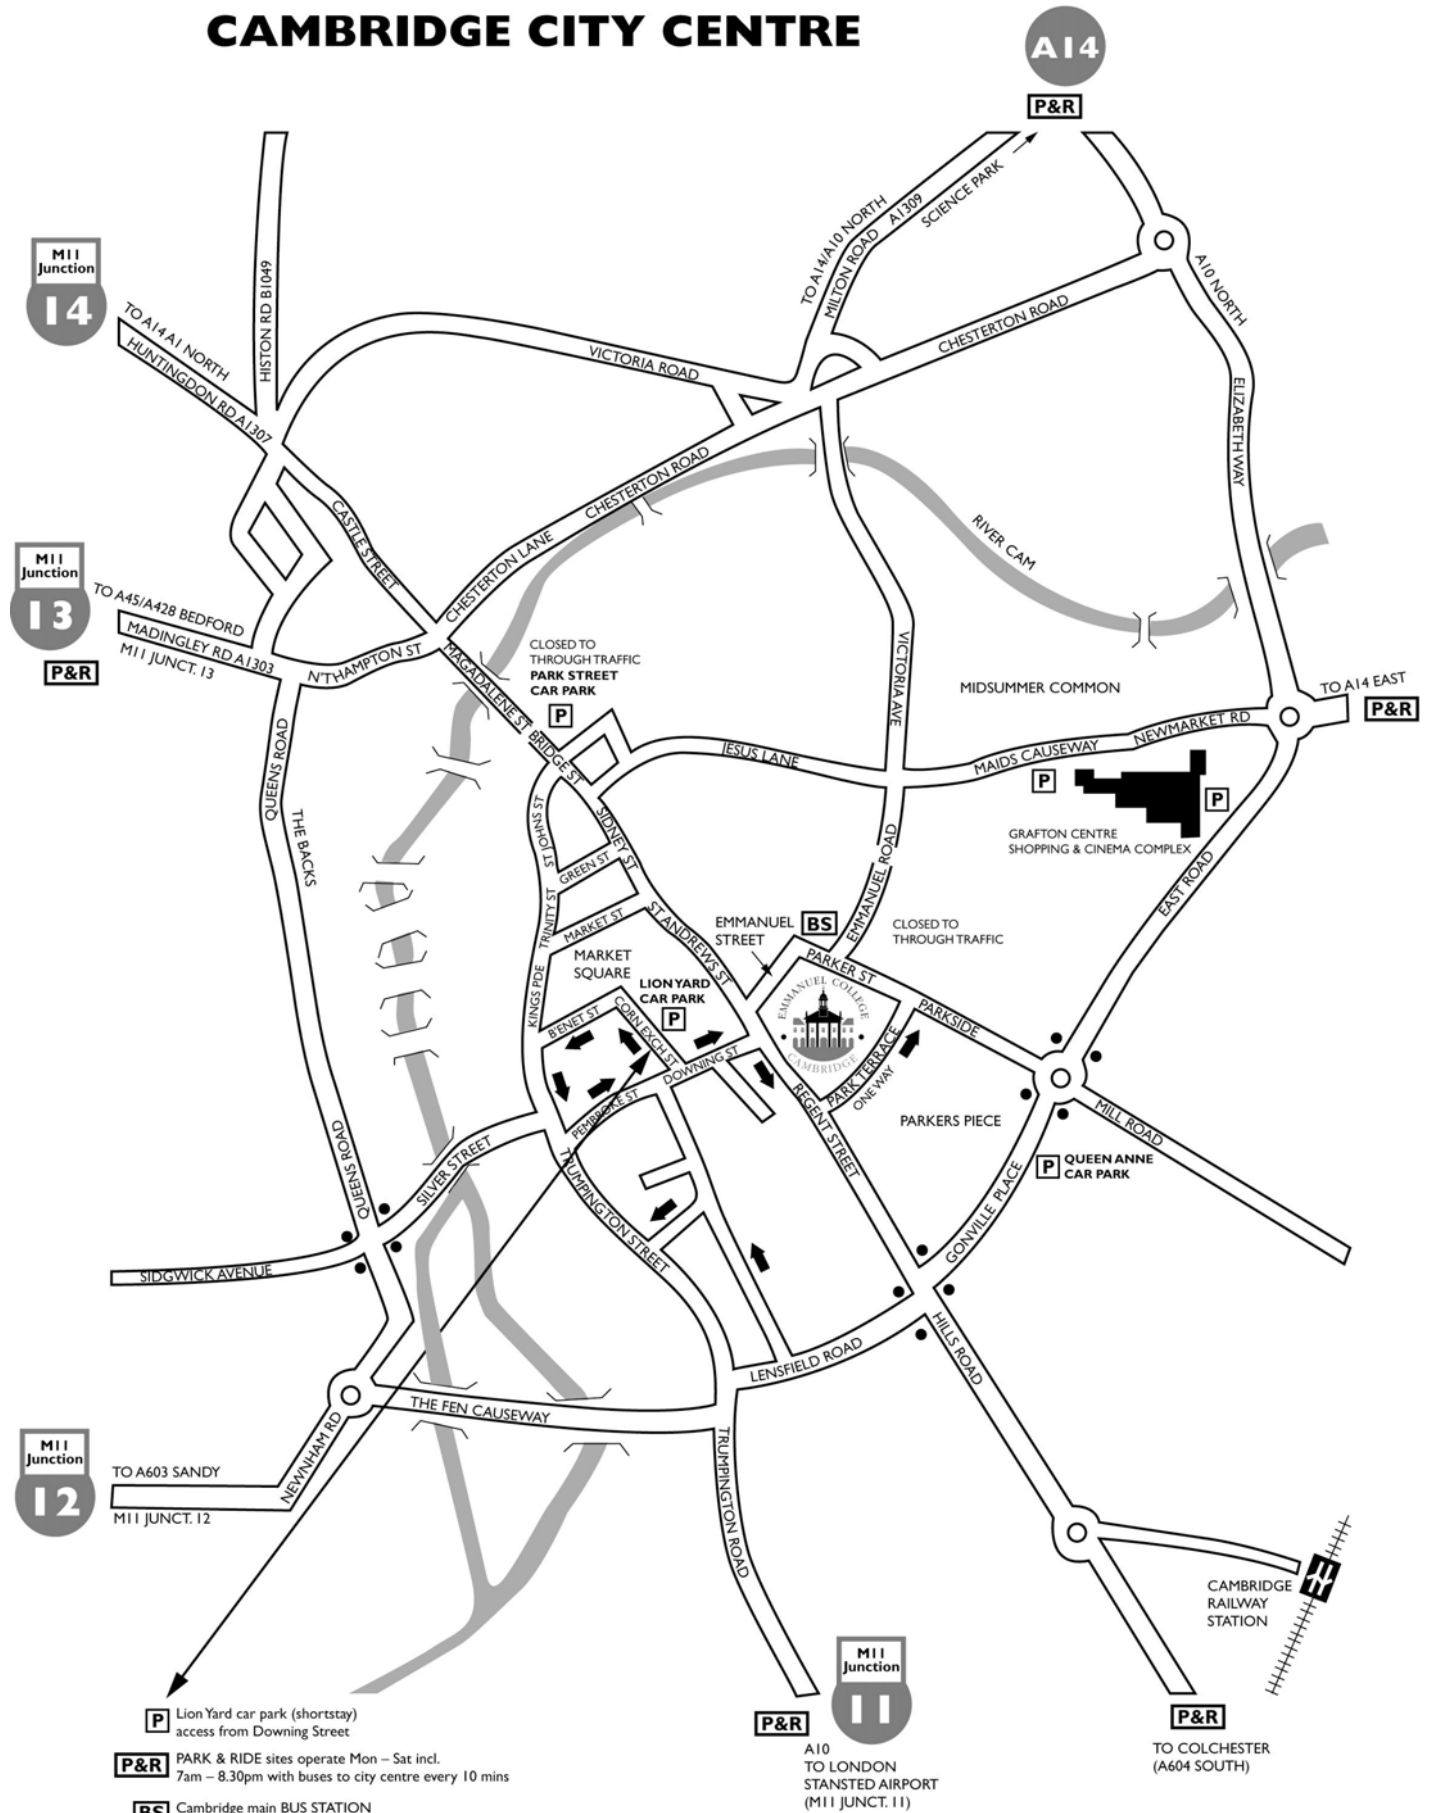 CAMBRIDGE CITY CENTRE
A14
P&R
SCIENCE PARK
TO A14/A10 NORTH
MILTON ROAD A1309
A10 NORTH
M11
Junction
14
TO A14 A1 NORTH
HUNTINGDON RD A1307
HISTON RD B1049
VICTORIA ROAD
CHESTERTON ROAD
ELIZABETH WAY
CHESTERTON ROAD
CASTLE STREET
CHESTERTON LANE
RIVER CAM
M11
Junction
13
P&R
TO A45/A428 BEDFORD
MADINGLEY RD A1303
M11 JUNCT. 13
N'THAMPTON ST
MAGADALENE ST
BRIDGE ST
CLOSED TO
THROUGH TRAFFIC
PARK STREET
CAR PARK
P
VICTORIA AVE
MIDSUMMER COMMON
TO A14 EAST
P&R
NEWMARKET RD
MAIDS CAUSEWAY
JESUS LANE
P
P
GRAFTON CENTRE
SHOPPING & CINEMA COMPLEX
QUEENS ROAD
THE BACKS
ST JOHNS ST
SIDNEY ST
GREEN ST
TRINITY ST
MARKET ST
MARKET
SQUARE
KINGS PDE
ST ANDREWS ST
EMMANUEL
STREET
BS
EMMANUEL ROAD
CLOSED TO
THROUGH TRAFFIC
EAST ROAD
PARKER ST
LION YARD
CAR PARK
P
B'ENET ST
CORN EXCH ST
DOWNING ST
PEMBROKE ST
EMMANUEL COLLEGE
CAMBRIDGE
PARKSIDE
PARK TERRACE
ONE WAY
REGENT STREET
PARKERS PIECE
MILL ROAD
P
QUEEN ANNE
CAR PARK
GONVILLE PLACE
QUEENS ROAD
SILVER STREET
TRUMPINGTON STREET
SIDGWICK AVENUE
LENSFIELD ROAD
HILLS ROAD
THE FEN CAUSEWAY
NEWNHAM RD
M11
Junction
12
TO A603 SANDY
M11 JUNCT. 12
TRUMPINGTON ROAD
CAMBRIDGE
RAILWAY
STATION
M11
Junction
11
P&R
A10
TO LONDON
STANSTED AIRPORT
(M11 JUNCT. 11)
P&R
TO COLCHESTER
(A604 SOUTH)
P Lion Yard car park (shortstay)
access from Downing Street
P&R PARK & RIDE sites operate Mon – Sat incl.
7am – 8.30pm with buses to city centre every 10 mins
BS Cambridge main BUS STATION